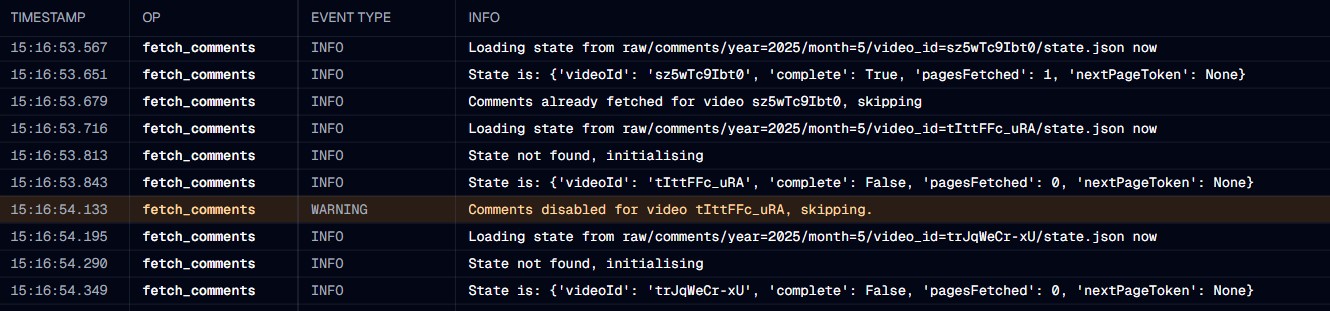 TIMESTAMP OP EVENT TYPE INFO
15:16:53.567 fetch_comments INFO Loading state from raw/comments/year=2025/month=5/video_id=sz5wTc9Ibt0/state.json now
15:16:53.651 fetch_comments INFO State is: {'videoId': 'sz5wTc9Ibt0', 'complete': True, 'pagesFetched': 1, 'nextPageToken': None}
15:16:53.679 fetch_comments INFO Comments already fetched for video sz5wTc9Ibt0, skipping
15:16:53.716 fetch_comments INFO Loading state from raw/comments/year=2025/month=5/video_id=tIttFFc_uRA/state.json now
15:16:53.813 fetch_comments INFO State not found, initialising
15:16:53.843 fetch_comments INFO State is: {'videoId': 'tIttFFc_uRA', 'complete': False, 'pagesFetched': 0, 'nextPageToken': None}
15:16:54.133 fetch_comments WARNING Comments disabled for video tIttFFc_uRA, skipping.
15:16:54.195 fetch_comments INFO Loading state from raw/comments/year=2025/month=5/video_id=trJqWeCr-xU/state.json now
15:16:54.290 fetch_comments INFO State not found, initialising
15:16:54.349 fetch_comments INFO State is: {'videoId': 'trJqWeCr-xU', 'complete': False, 'pagesFetched': 0, 'nextPageToken': None}